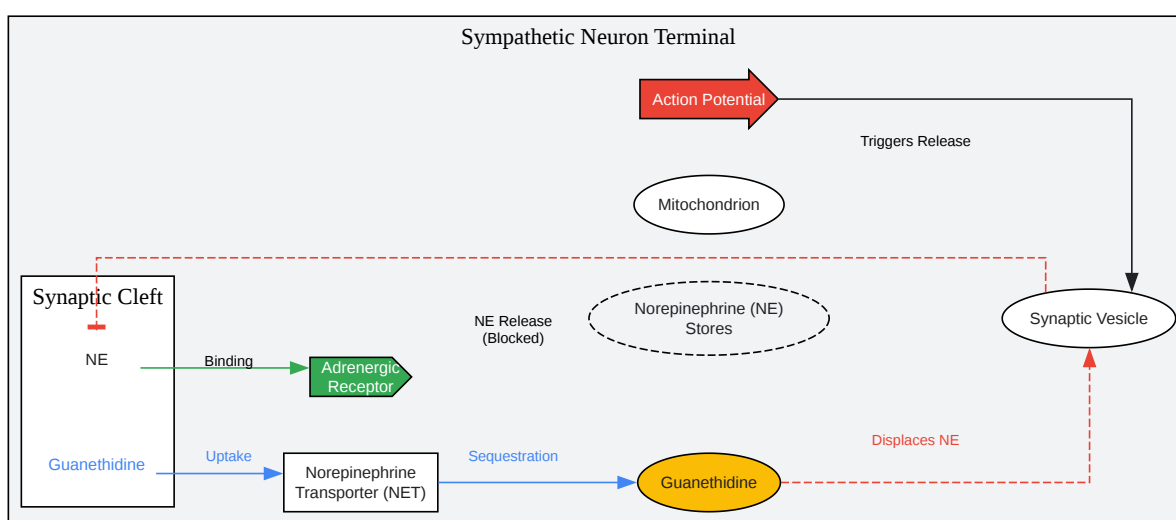 Sympathetic Neuron Terminal
Action Potential
Triggers Release
Mitochondrion
Synaptic Cleft
Norepinephrine (NE)
Stores
NE Release
(Blocked)
Synaptic Vesicle
NE
Binding
Adrenergic
Receptor
Displaces NE
Guanethidine
Uptake
Norepinephrine
Transporter (NET)
Sequestration
Guanethidine